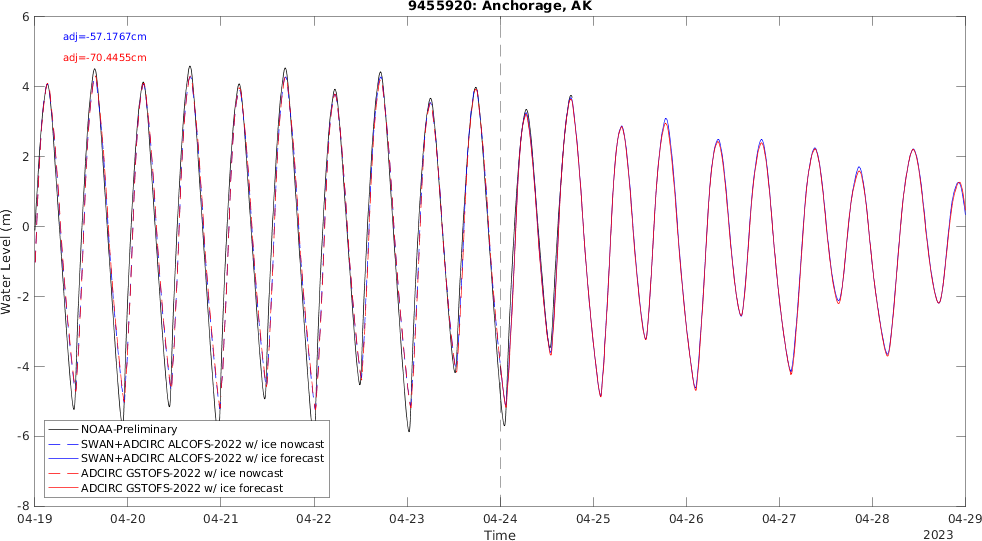 9455920: Anchorage, AK
adj=-57.1767cm
adj=-70.4455cm
Water Level (m)
6
4
2
0
-2
-4
-6
-8
NOAA-Preliminary
SWAN+ADCIRC ALCOFS-2022 w/ ice nowcast
SWAN+ADCIRC ALCOFS-2022 w/ ice forecast
ADCIRC GSTOFS-2022 w/ ice nowcast
ADCIRC GSTOFS-2022 w/ ice forecast
04-19 04-20 04-21 04-22 04-23 04-24 04-25 04-26 04-27 04-28 04-29
Time
2023